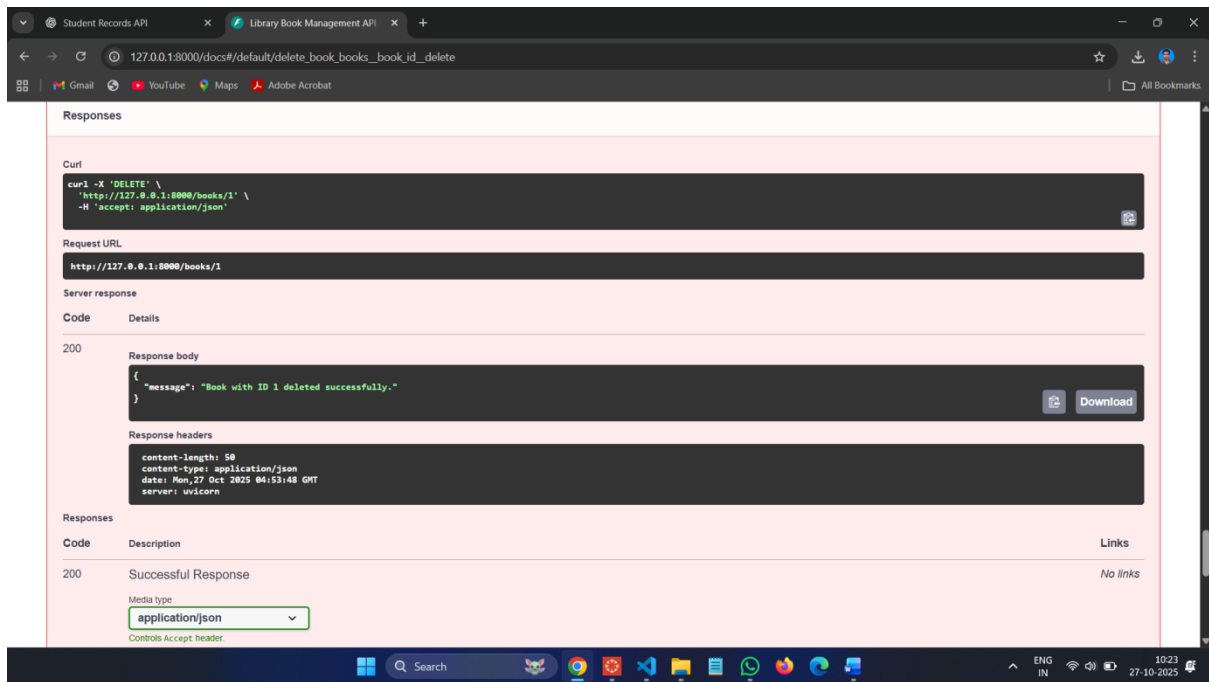 Student Records API
Library Book Management API
127.0.0.1:8000/docs#/default/delete_book_books__book_id__delete
Gmail
YouTube
Maps
Adobe Acrobat
All Bookmarks
Responses
Curl
curl -X 'DELETE' \
'http://127.0.0.1:8000/books/1' \
-H 'accept: application/json'
Request URL
http://127.0.0.1:8000/books/1
Server response
Code Details
200
Response body
{
"message": "Book with ID 1 deleted successfully."
}
Download
Response headers
content-length: 50
content-type: application/json
date: Mon,27 Oct 2025 04:53:48 GMT
server: uvicorn
Responses
Code Description Links
200 Successful Response No links
Media type
application/json
Controls Accept header.
Search
ENG
IN
10:23
27-10-2025